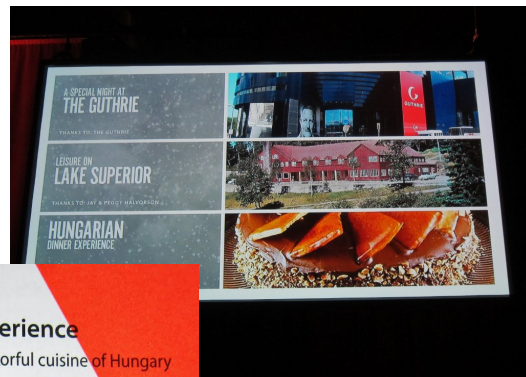 A SPECIAL NIGHT AT
THE GUTHRIE
THANKS TO: THE GUTHRIE
GUTHRIE
LEISURE ON
LAKE SUPERIOR
THANKS TO: JAY & PEGGY HALVORSON
HUNGARIAN
DINNER EXPERIENCE
erience
orful cuisine of Hungary